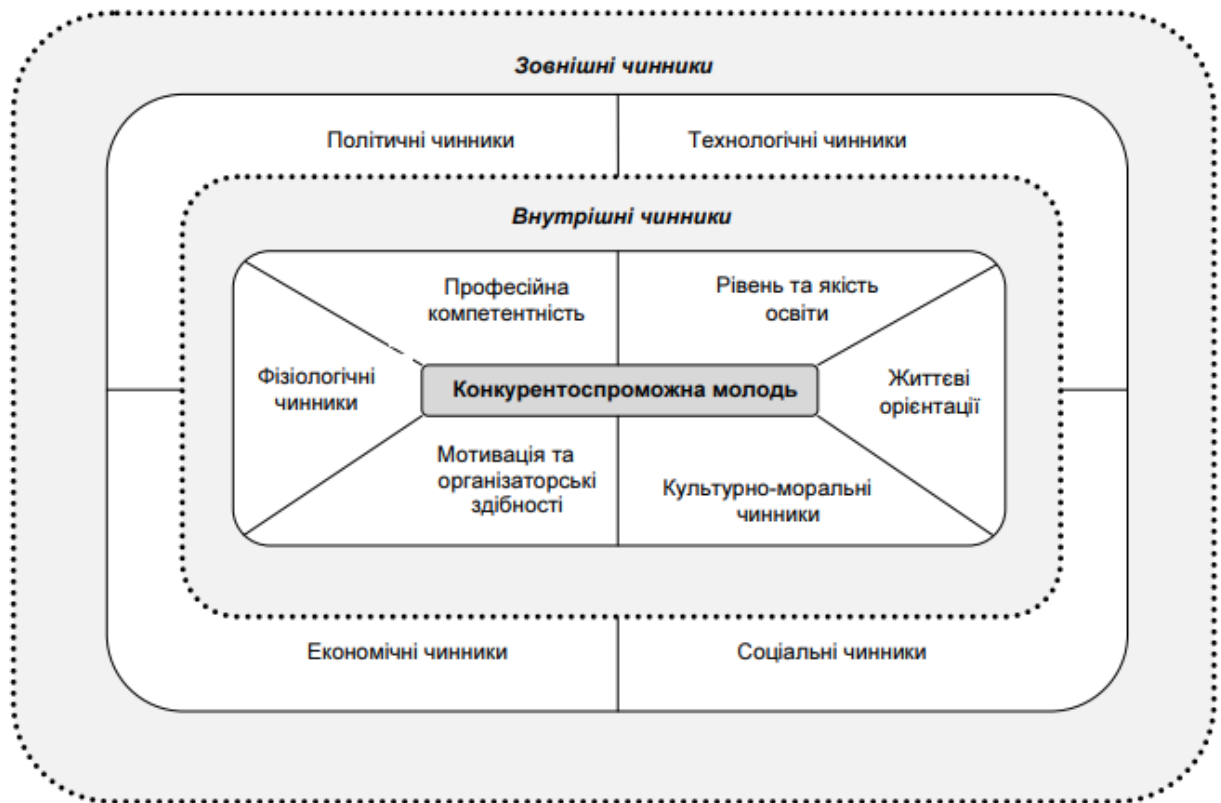 Зовнішні чинники
Політичні чинники
Технологічні чинники
Внутрішні чинники
Професійна
компетентність
Рівень та якість
освіти
Фізіологічні
чинники
Конкурентоспроможна молодь
Життєві
орієнтації
Мотивація та
організаторські
здібності
Культурно-моральні
чинники
Економічні чинники
Соціальні чинники